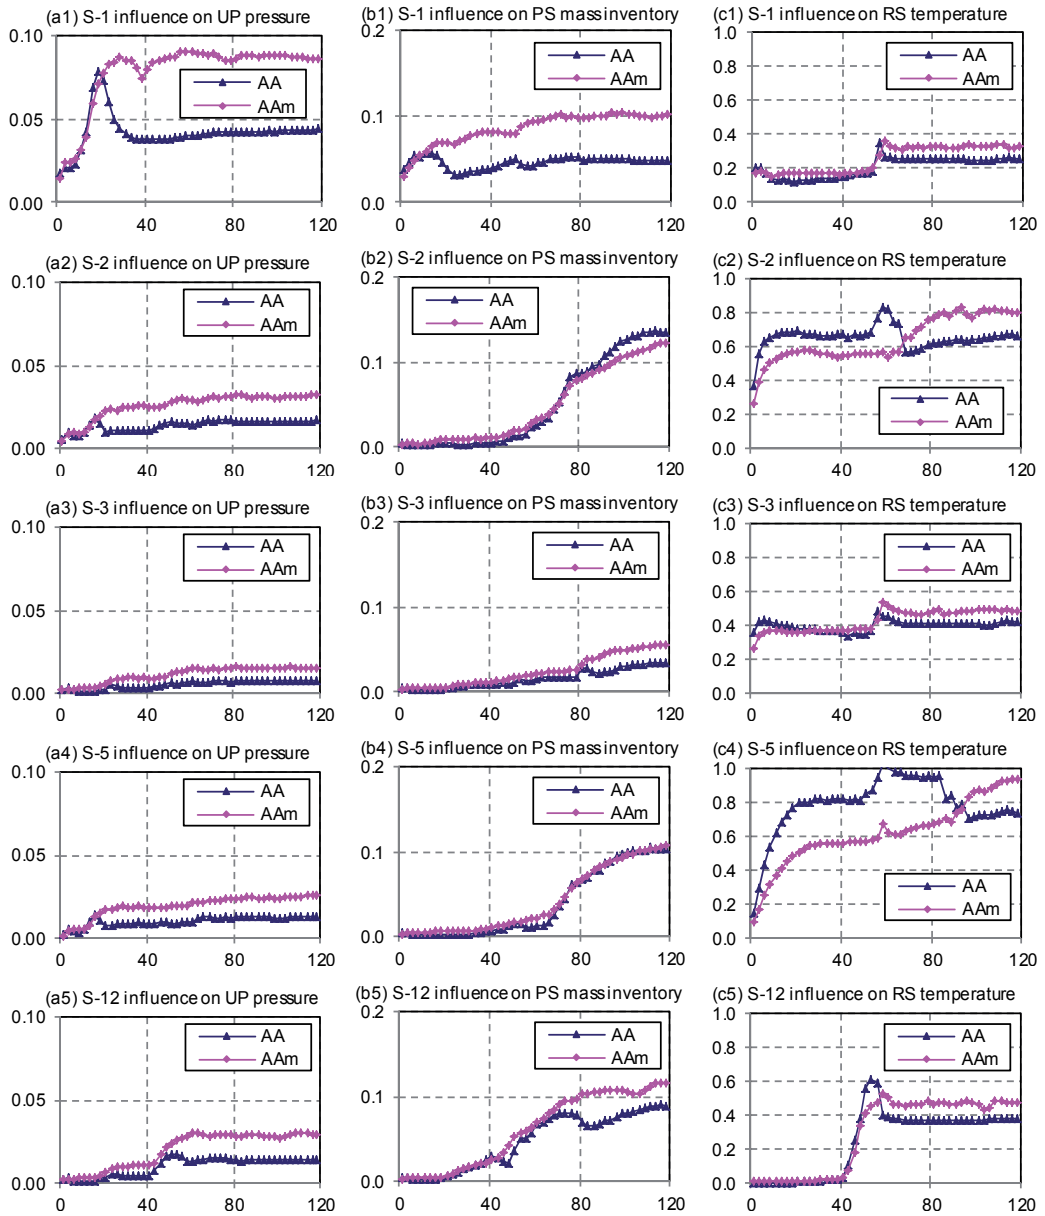 (a1) S-1 influence on UP pressure
0.10
0.05
0.00
0 40 80 120
AA
AAm
(b1) S-1 influence on PS mass inventory
0.2
0.1
0.0
0 40 80 120
AA
AAm
(c1) S-1 influence on RS temperature
1.0
0.8
0.6
0.4
0.2
0.0
0 40 80 120
AA
AAm
(a2) S-2 influence on UP pressure
0.10
0.05
0.00
0 40 80 120
AA
AAm
(b2) S-2 influence on PS mass inventory
0.2
0.1
0.0
0 40 80 120
AA
AAm
(c2) S-2 influence on RS temperature
1.0
0.8
0.6
0.4
0.2
0.0
0 40 80 120
AA
AAm
(a3) S-3 influence on UP pressure
0.10
0.05
0.00
0 40 80 120
AA
AAm
(b3) S-3 influence on PS mass inventory
0.2
0.1
0.0
0 40 80 120
AA
AAm
(c3) S-3 influence on RS temperature
1.0
0.8
0.6
0.4
0.2
0.0
0 40 80 120
AA
AAm
(a4) S-5 influence on UP pressure
0.10
0.05
0.00
0 40 80 120
AA
AAm
(b4) S-5 influence on PS mass inventory
0.2
0.1
0.0
0 40 80 120
AA
AAm
(c4) S-5 influence on RS temperature
1.0
0.8
0.6
0.4
0.2
0.0
0 40 80 120
AA
AAm
(a5) S-12 influence on UP pressure
0.10
0.05
0.00
0 40 80 120
AA
AAm
(b5) S-12 influence on PS mass inventory
0.2
0.1
0.0
0 40 80 120
AA
AAm
(c5) S-12 influence on RS temperature
1.0
0.8
0.6
0.4
0.2
0.0
0 40 80 120
AA
AAm